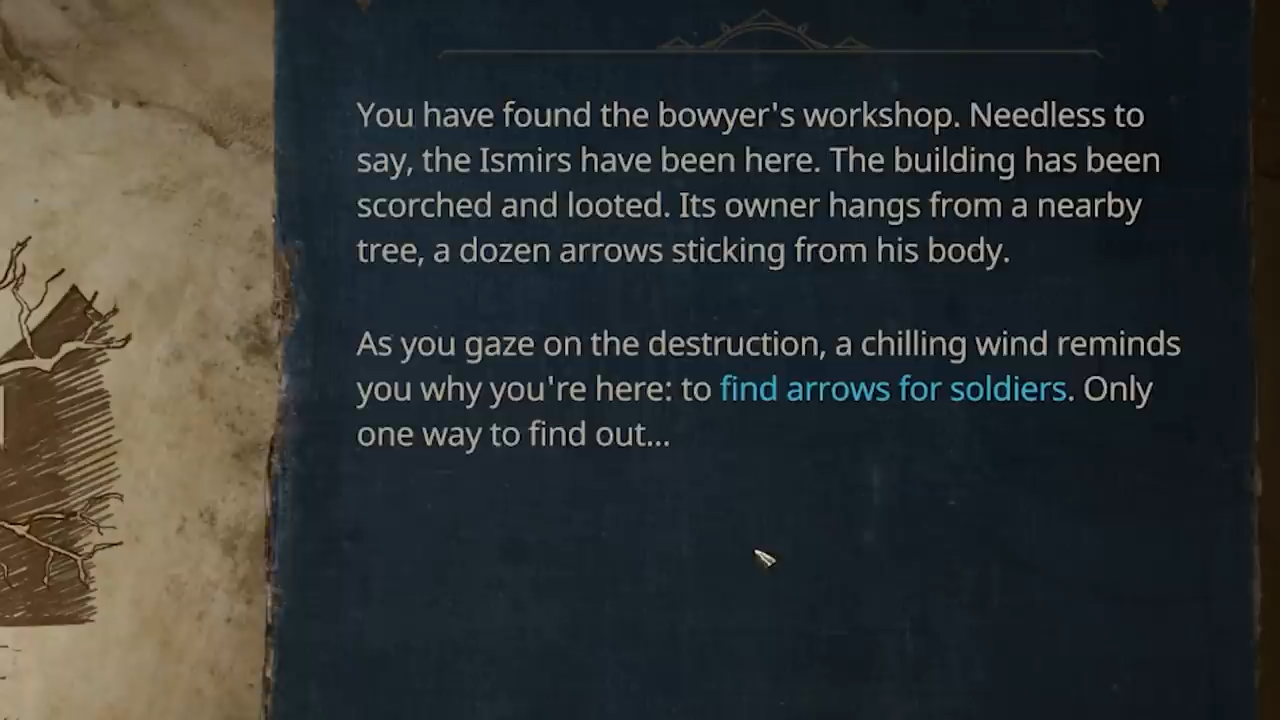 You have found the bowyer's workshop. Needless to
say, the Ismirs have been here. The building has been
scorched and looted. Its owner hangs from a nearby
tree, a dozen arrows sticking from his body.
As you gaze on the destruction, a chilling wind reminds
you why you're here: to find arrows for soldiers. Only
one way to find out...